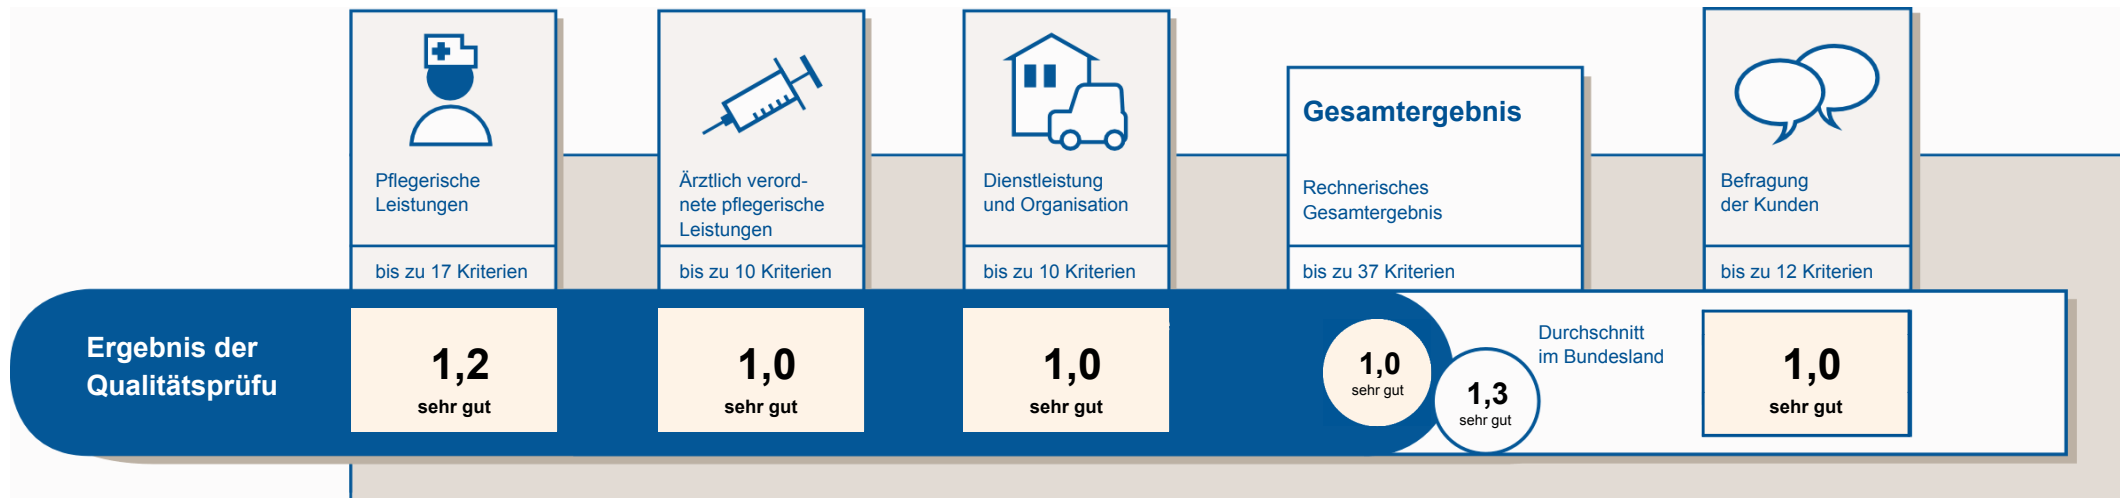 Pflegerische
Leistungen
bis zu 17 Kriterien
Ärztlich verord-
nete pflegerische
Leistungen
bis zu 10 Kriterien
Dienstleistung
und Organisation
bis zu 10 Kriterien
Gesamtergebnis
Rechnerisches
Gesamtergebnis
bis zu 37 Kriterien
Befragung
der Kunden
bis zu 12 Kriterien
Ergebnis der
Qualitätsprüfu
1,2
sehr gut
1,0
sehr gut
1,0
sehr gut
1,0
sehr gut
1,3
sehr gut
Durchschnitt
im Bundesland
1,0
sehr gut